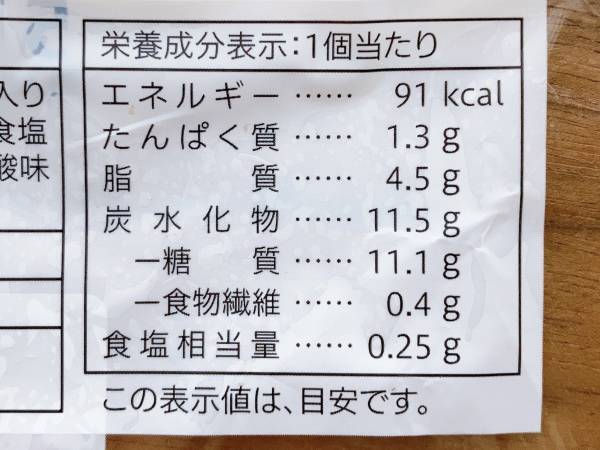 栄養成分表示:1個当たり
エネルギー …… 91 kcal
たんぱく質 …… 1.3 g
脂質 …… 4.5 g
炭水化物 …… 11.5 g
ー糖質 …… 11.1 g
ー食物繊維 …… 0.4 g
食塩相当量 …… 0.25 g
この表示値は、目安です。
入り
食塩
酸味